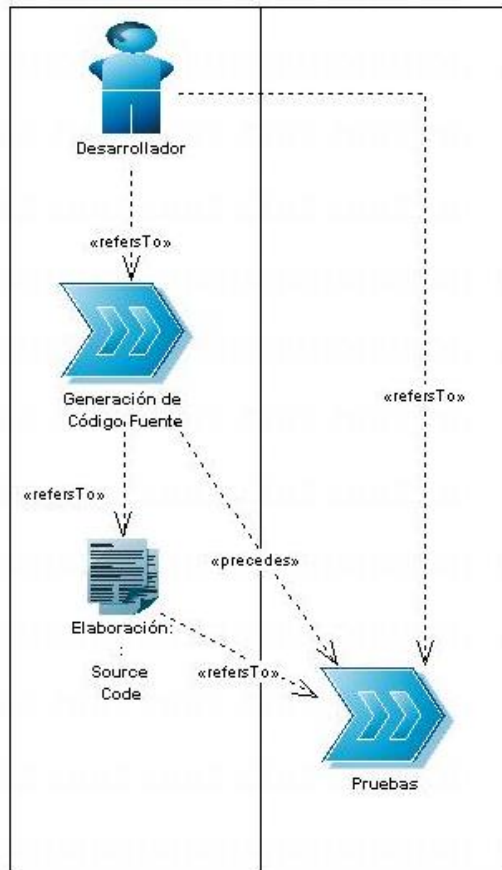 Desarrollador
«refersTo»
Generación de
Código Fuente
«refersTo»
«refersTo»
«precedes»
Elaboración:
:
Source
Code
«refersTo»
Pruebas